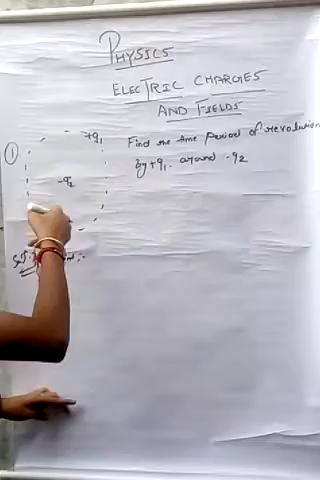 PHYSICS
ELECTRIC CHARGES
AND FIELDS
① +q₁ Find the time period of revolution
-q₂ by +q₁ around -q₂